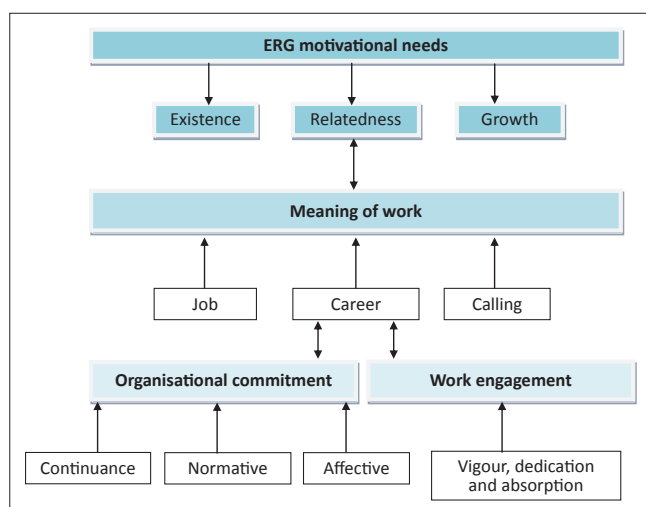 ERG motivational needs
Existence
Relatedness
Growth
Meaning of work
Job
Career
Calling
Organisational commitment
Work engagement
Continuance
Normative
Affective
Vigour, dedication
and absorption